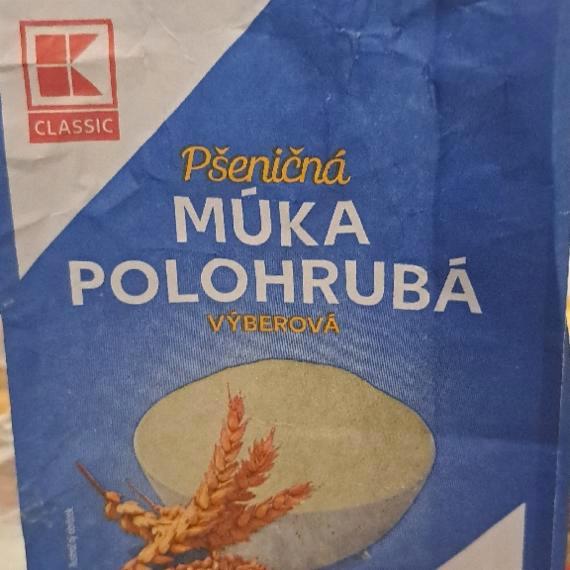 K
CLASSIC
Pšeničná
MÚKA
POLOHRUBÁ
VÝBEROVÁ